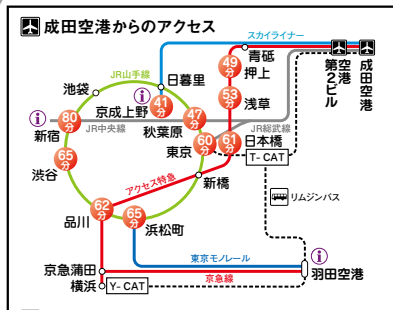 成田空港からのアクセス
スカイライナー
青砥
JR山手線
日暮里
49分
押上
空港第2ビル
成田空港
池袋
京成上野
41分
53分
浅草
80分
47分
新宿
JR中央線
秋葉原
JR総武線
60分
61分
日本橋
東京
T-CAT
65分
渋谷
アクセス特急
新橋
リムジンバス
62分
65分
品川
浜松町
東京モノレール
京急蒲田
京急線
羽田空港
横浜
Y-CAT